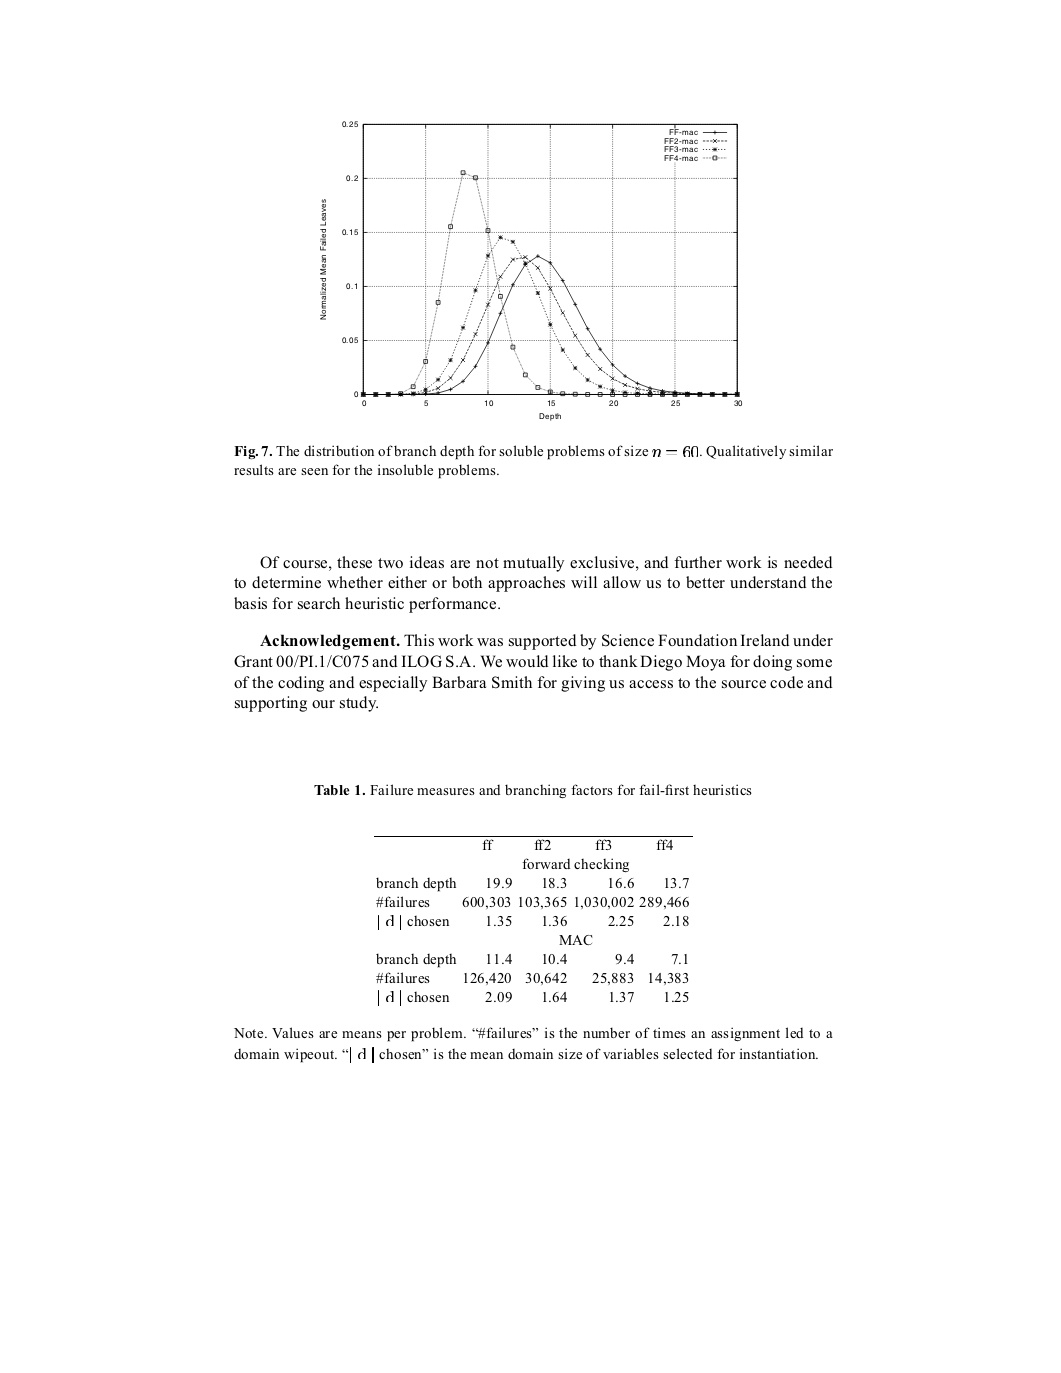 0.25
0.2
0.15
0.1
0.05
0
Normalized Mean Failed Leaves
FF-mac
FF2-mac
FF3-mac
FF4-mac
0 5 10 15 20 25 30
Depth
Fig. 7. The distribution of branch depth for soluble problems of size n = 60. Qualitatively similar
results are seen for the insoluble problems.
Of course, these two ideas are not mutually exclusive, and further work is needed
to determine whether either or both approaches will allow us to better understand the
basis for search heuristic performance.
Acknowledgement. This work was supported by Science Foundation Ireland under
Grant 00/PI.1/C075 and ILOG S.A. We would like to thank Diego Moya for doing some
of the coding and especially Barbara Smith for giving us access to the source code and
supporting our study.
Table 1. Failure measures and branching factors for fail-first heuristics
ff ff2 ff3 ff4
forward checking
branch depth 19.9 18.3 16.6 13.7
#failures 600,303 103,365 1,030,002 289,466
| d | chosen 1.35 1.36 2.25 2.18
MAC
branch depth 11.4 10.4 9.4 7.1
#failures 126,420 30,642 25,883 14,383
| d | chosen 2.09 1.64 1.37 1.25
Note. Values are means per problem. “#failures” is the number of times an assignment led to a
domain wipeout. “| d | chosen” is the mean domain size of variables selected for instantiation.